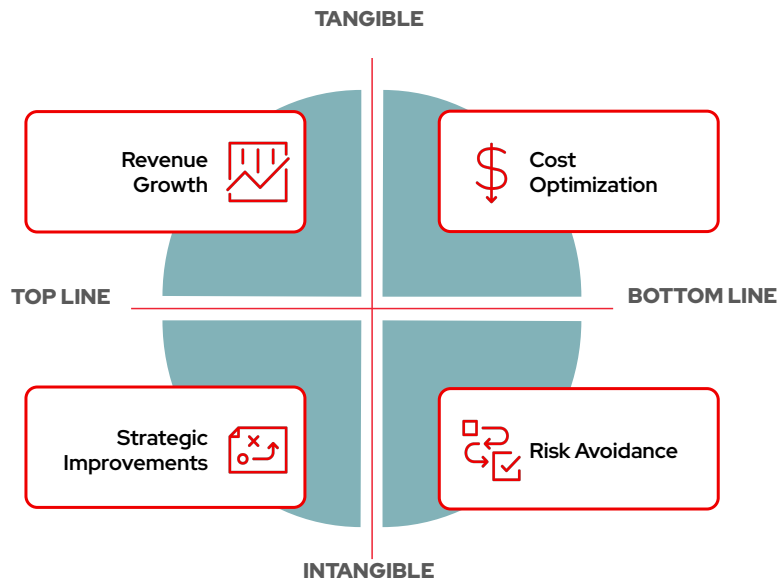 TANGIBLE
Revenue
Growth
Cost
Optimization
TOP LINE
BOTTOM LINE
Strategic
Improvements
Risk Avoidance
INTANGIBLE